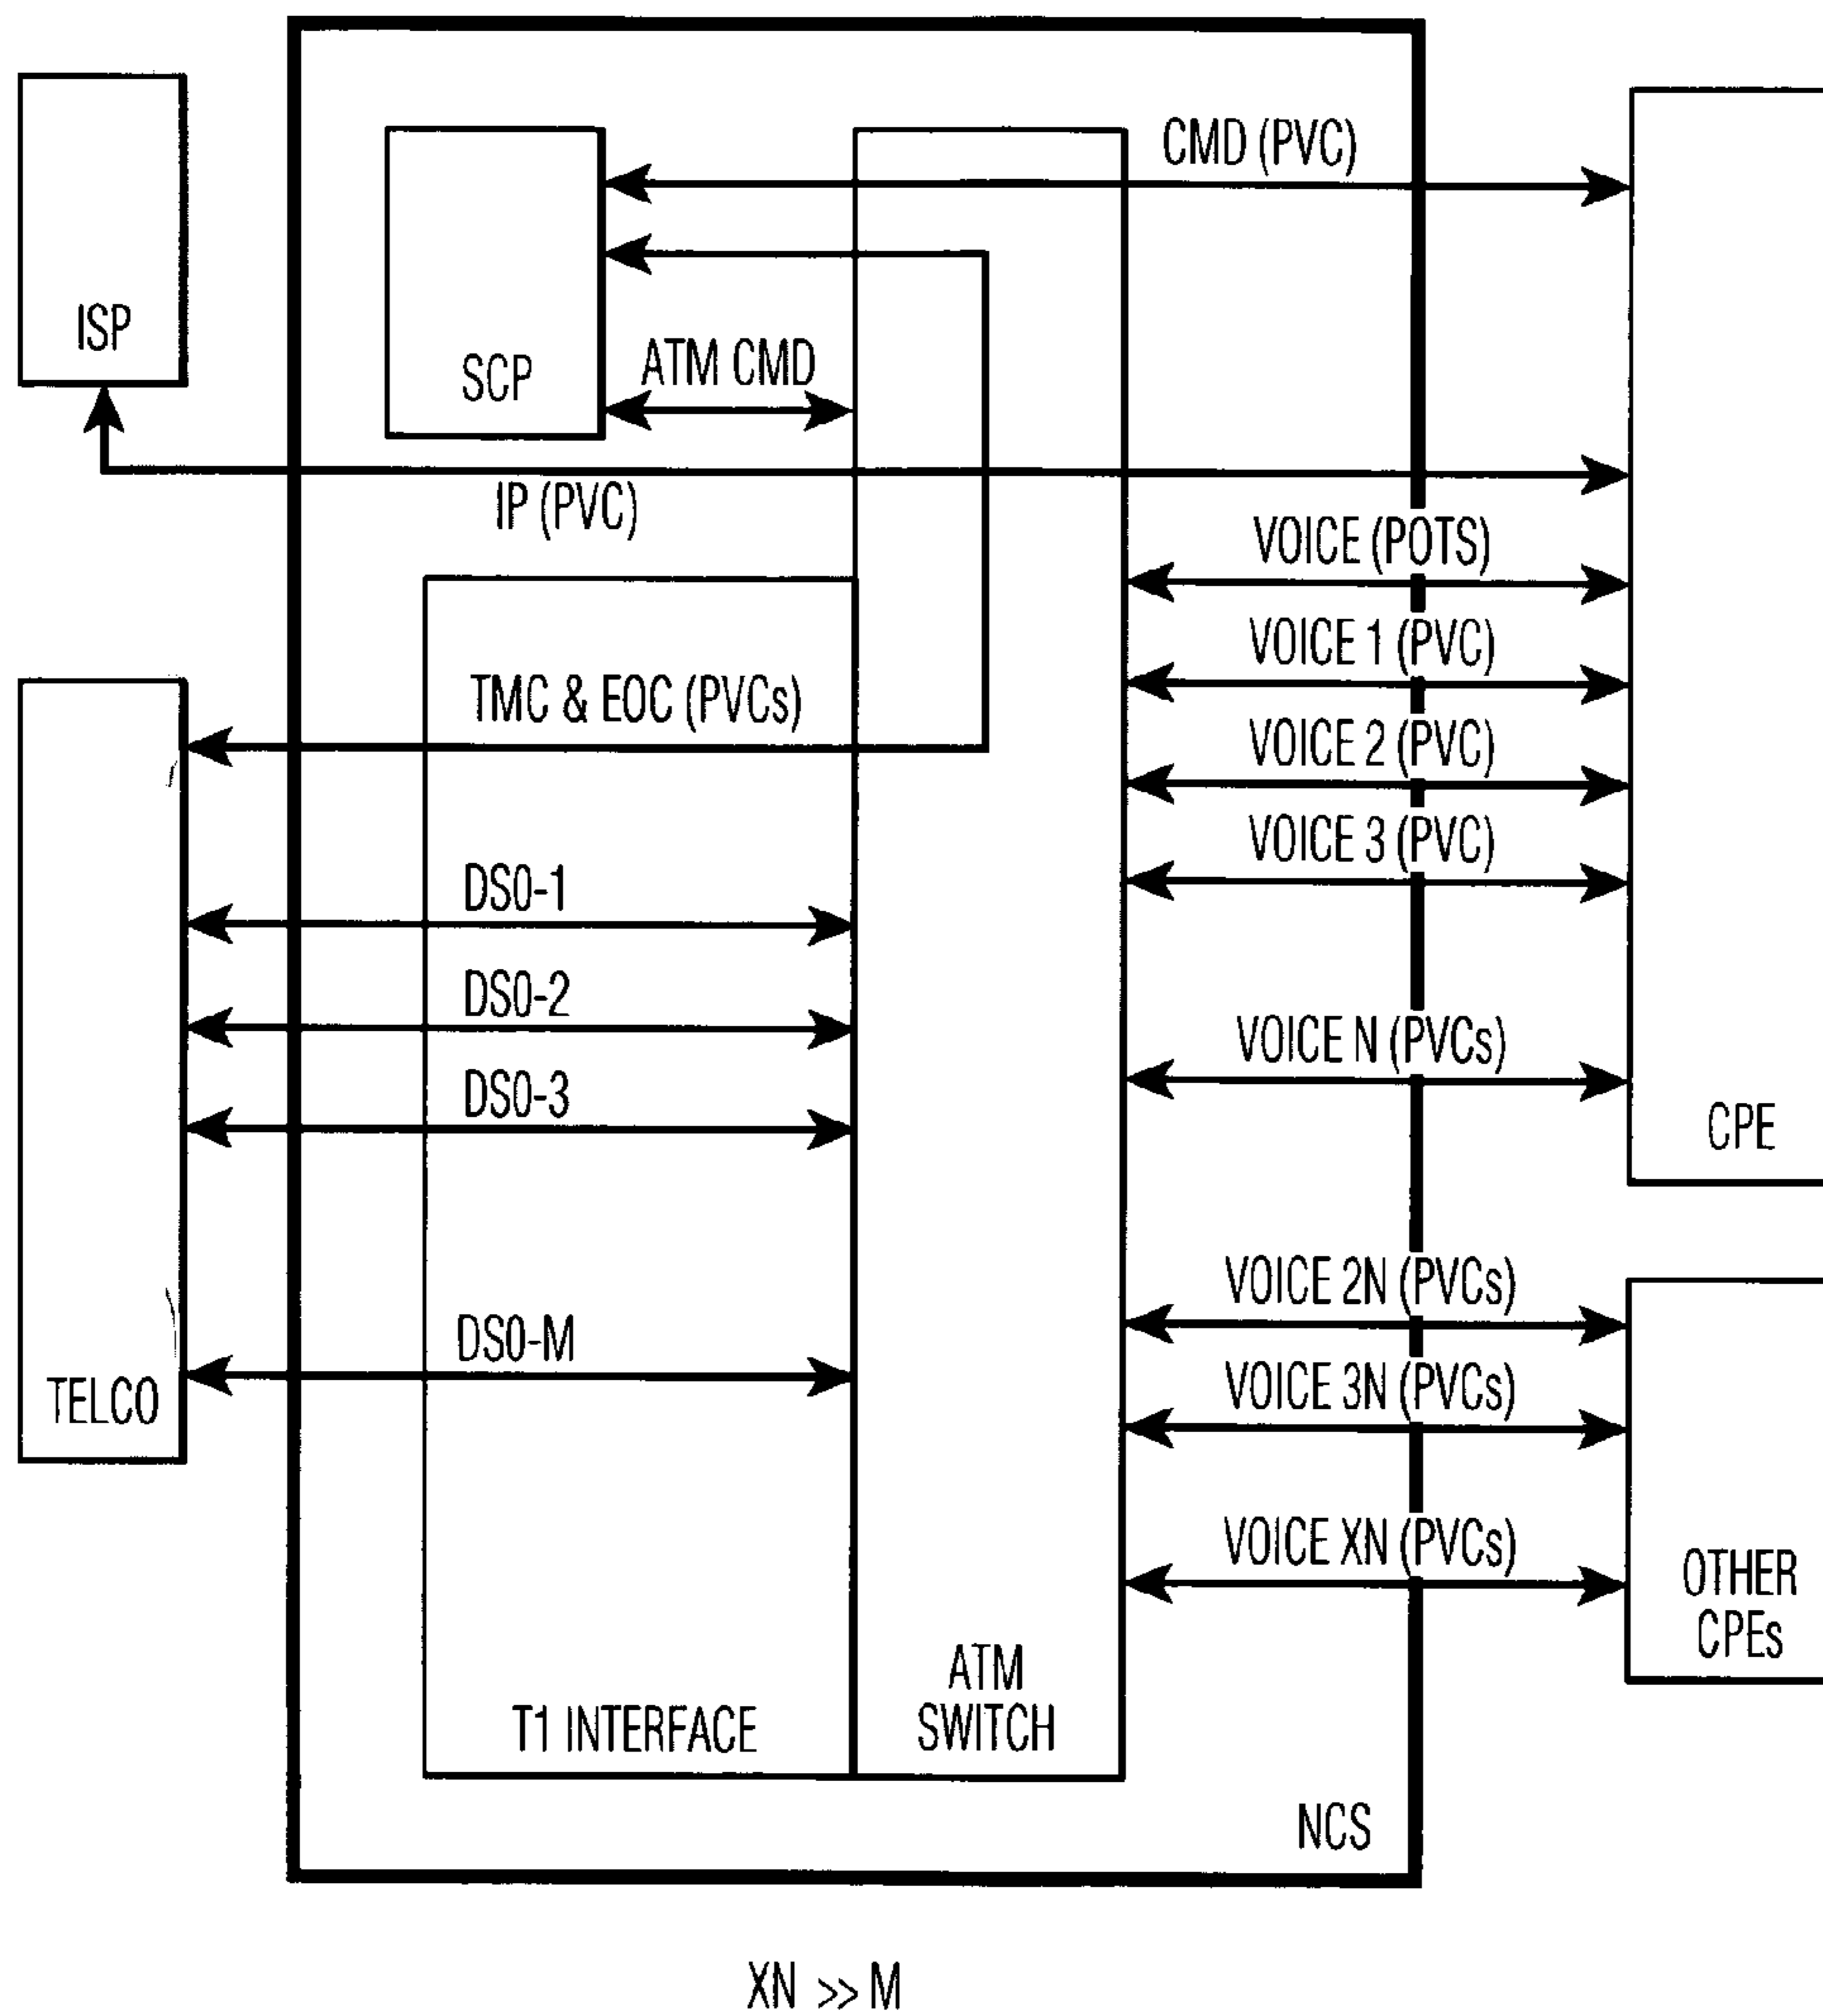 CMD (PVC)
ISP
SCP
ATM CMD
IP (PVC)
VOICE (POTS)
VOICE 1 (PVC)
TMC & EOC (PVCs)
VOICE 2 (PVC)
VOICE 3 (PVC)
DS0-1
DS0-2
VOICE N (PVCs)
DS0-3
CPE
VOICE 2N (PVCs)
DS0-M
VOICE 3N (PVCs)
TELCO
VOICE XN (PVCs)
OTHER
CPEs
ATM
SWITCH
T1 INTERFACE
NCS
XN >> M